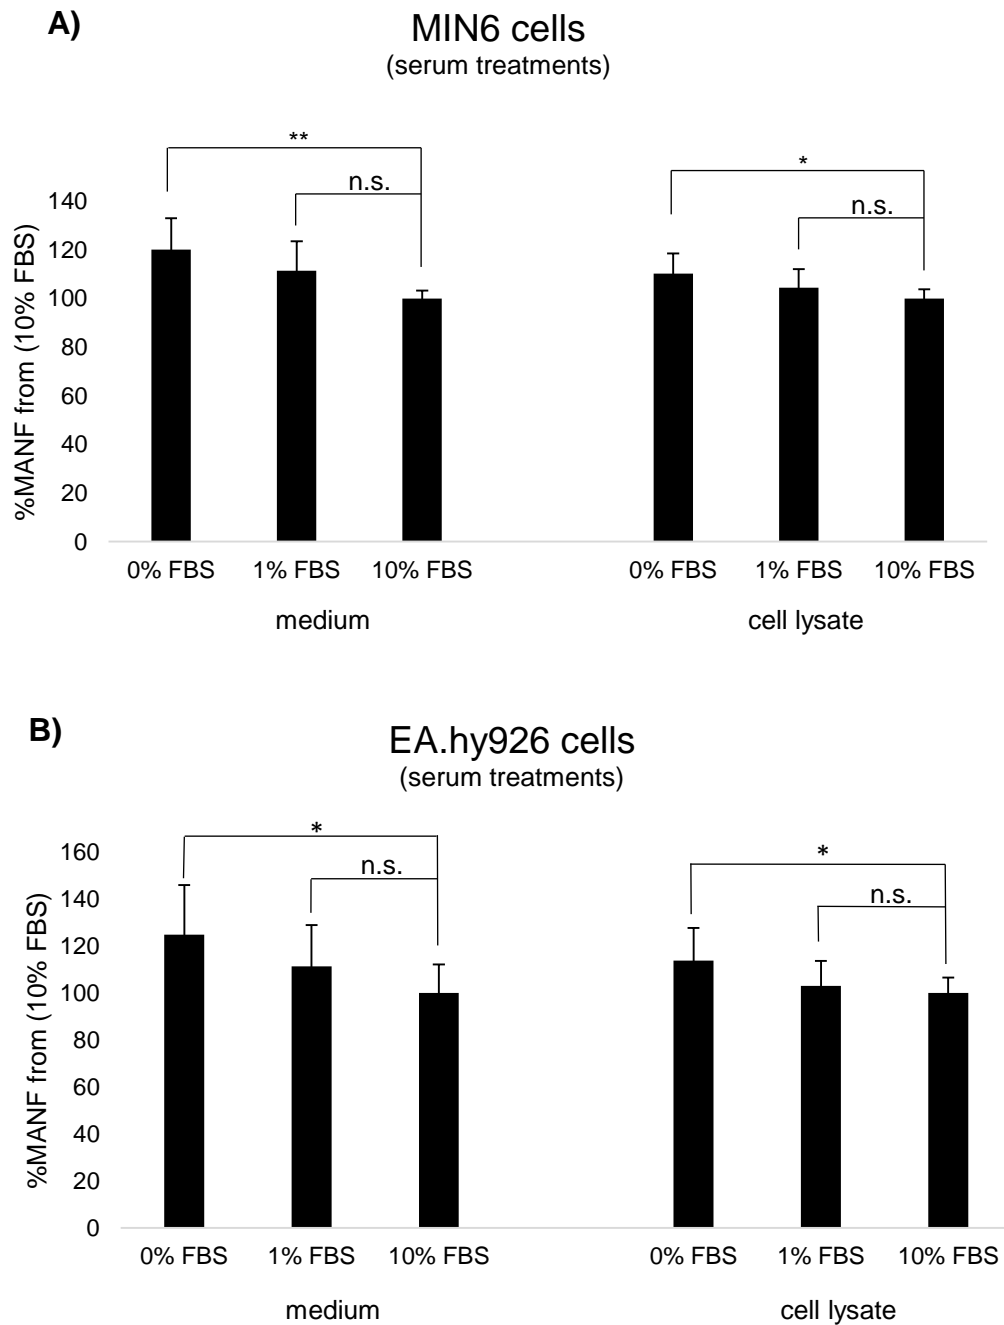 A)
MIN6 cells
(serum treatments)
**
*
n.s.
n.s.
%MANF from (10% FBS)
140
120
100
80
60
40
20
0
0% FBS 1% FBS 10% FBS 0% FBS 1% FBS 10% FBS
medium cell lysate
B)
EA.hy926 cells
(serum treatments)
*
*
n.s.
n.s.
%MANF from (10% FBS)
160
140
120
100
80
60
40
20
0
0% FBS 1% FBS 10% FBS 0% FBS 1% FBS 10% FBS
medium cell lysate